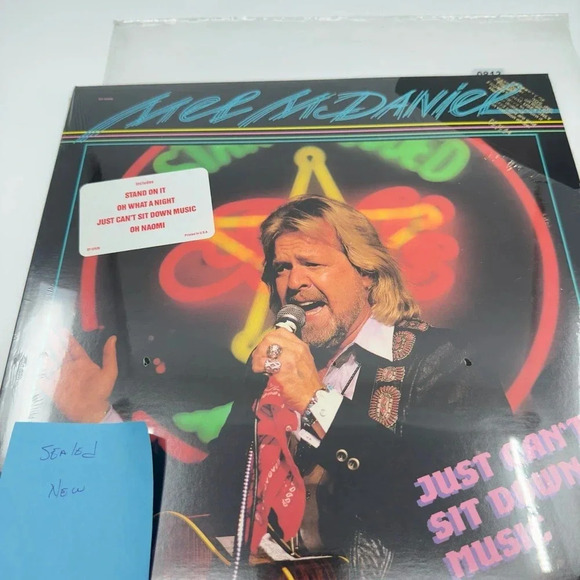 0812
Mel McDaniel
INCLUDES
STAND ON IT
OH WHAT A NIGHT
JUST CAN'T SIT DOWN MUSIC
OH NAOMI
JUST CAN'T
SIT DOWN
MUSIC
Sealed
New